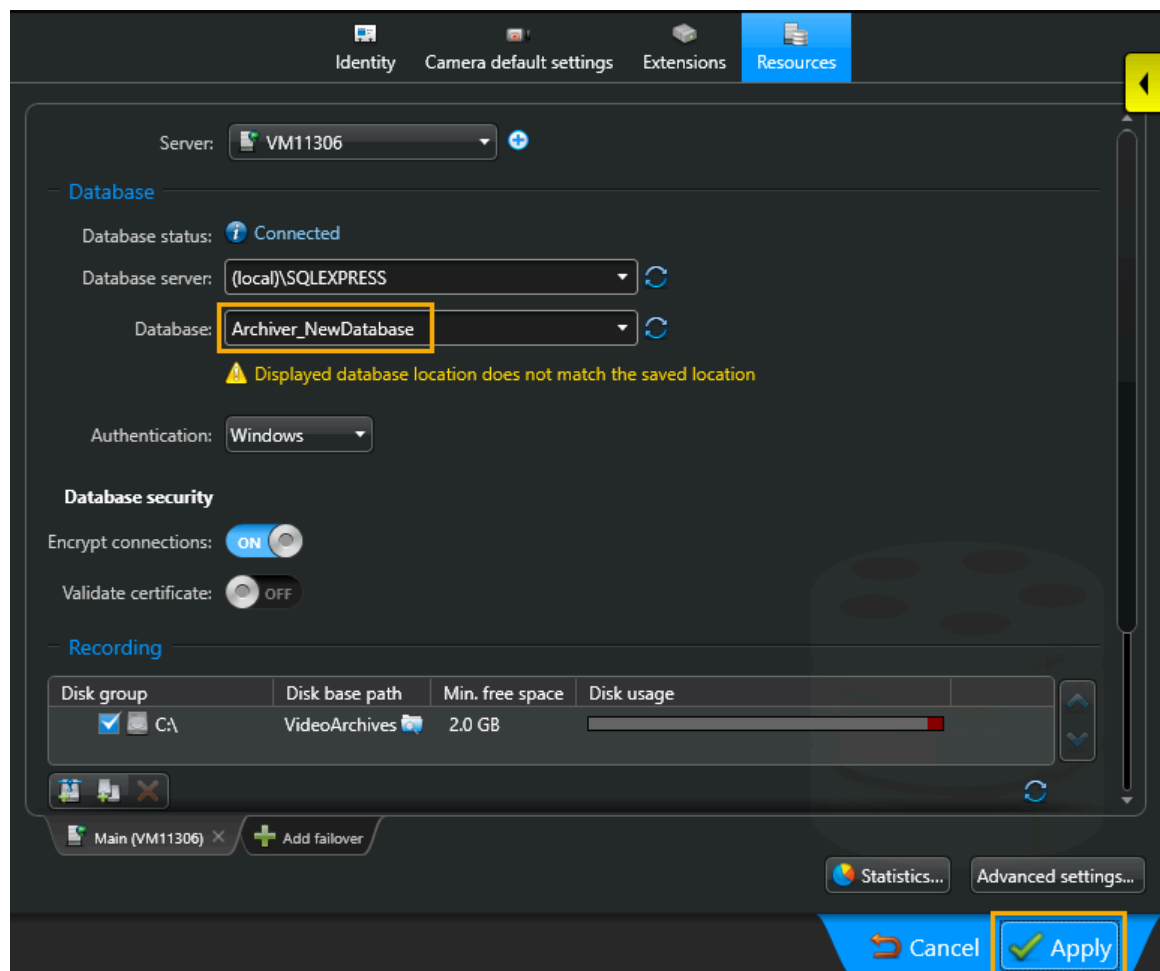 Identity Camera default settings Extensions Resources
Server: VM11306
Database
Database status: Connected
Database server: (local)\SQLEXPRESS
Database: Archiver_NewDatabase
Displayed database location does not match the saved location
Authentication: Windows
Database security
Encrypt connections: ON
Validate certificate: OFF
Recording
Disk group Disk base path Min. free space Disk usage
C:\ VideoArchives 2.0 GB
Main (VM11306) Add failover
Statistics... Advanced settings...
Cancel Apply